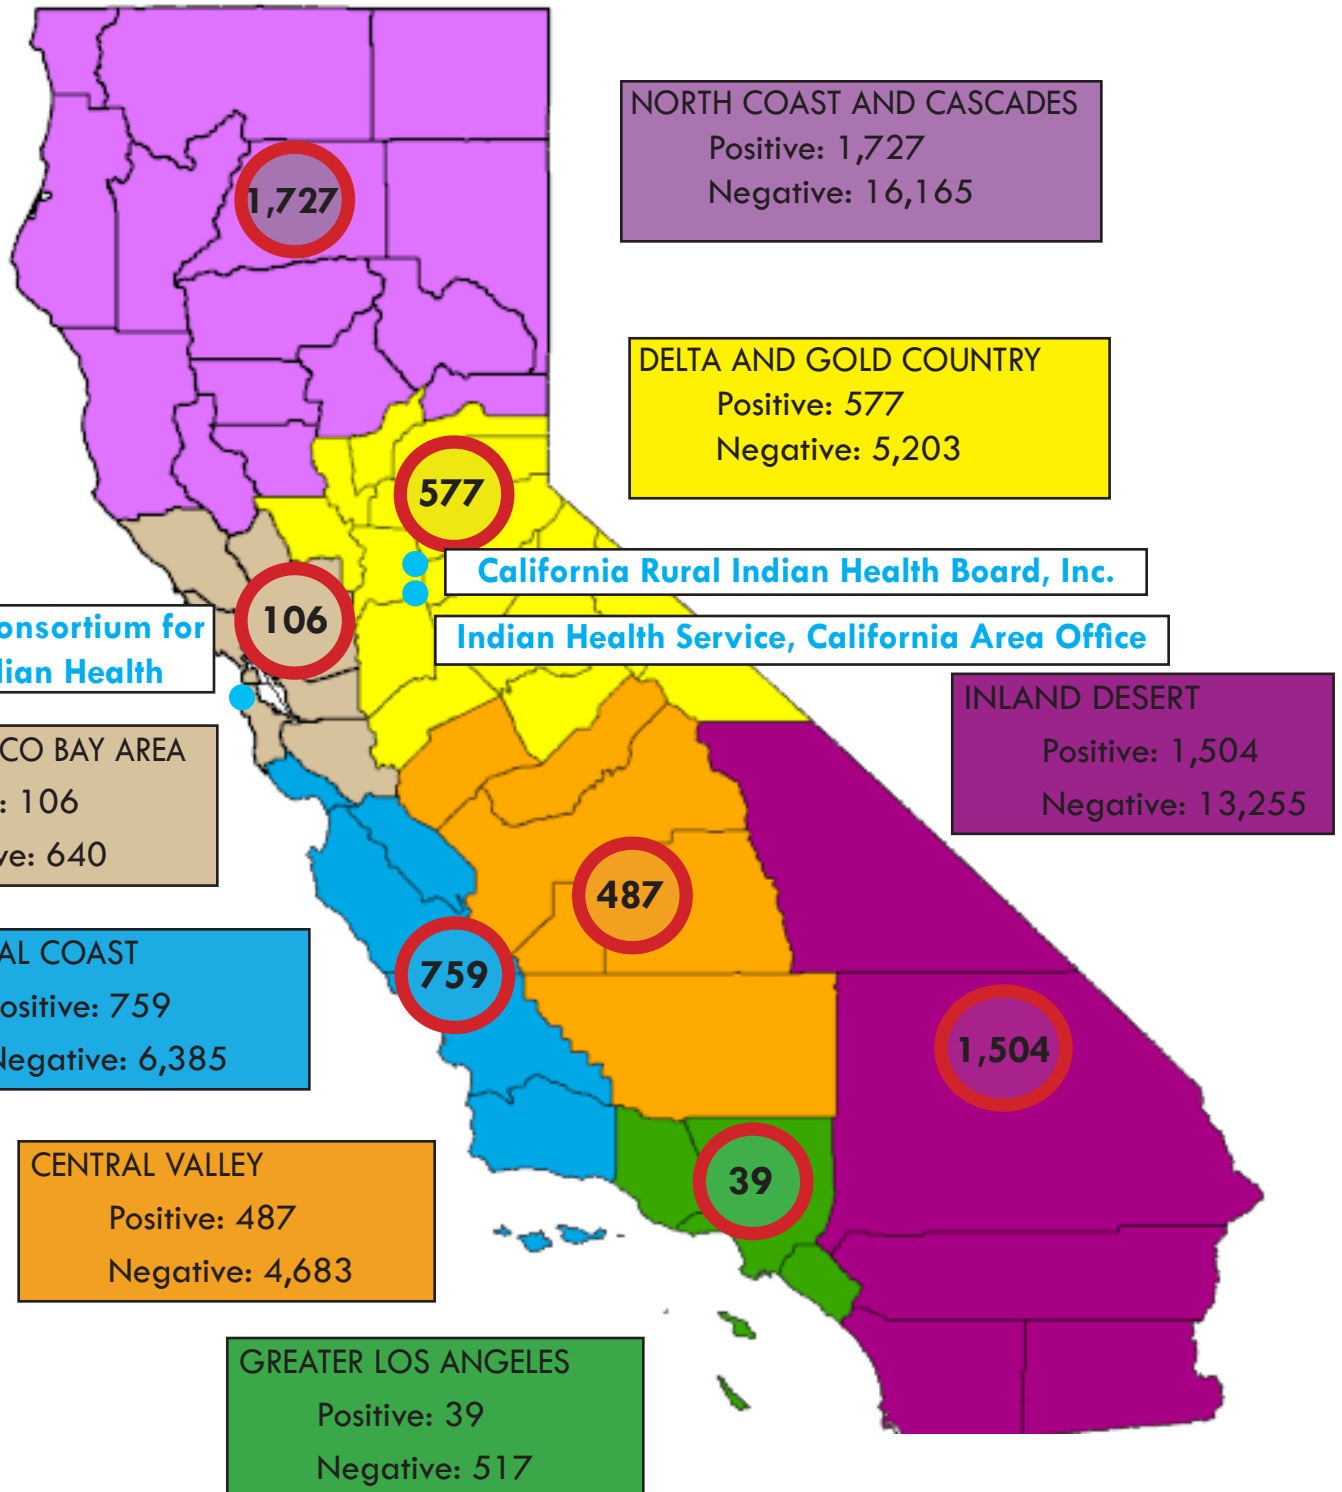 NORTH COAST AND CASCADES
Positive: 1,727
Negative: 16,165
1,727
DELTA AND GOLD COUNTRY
Positive: 577
Negative: 5,203
577
California Rural Indian Health Board, Inc.
106
onsortium for
dian Health
Indian Health Service, California Area Office
INLAND DESERT
Positive: 1,504
Negative: 13,255
CO BAY AREA
: 106
ve: 640
487
AL COAST
ositive: 759
Negative: 6,385
759
1,504
CENTRAL VALLEY
Positive: 487
Negative: 4,683
39
GREATER LOS ANGELES
Positive: 39
Negative: 517